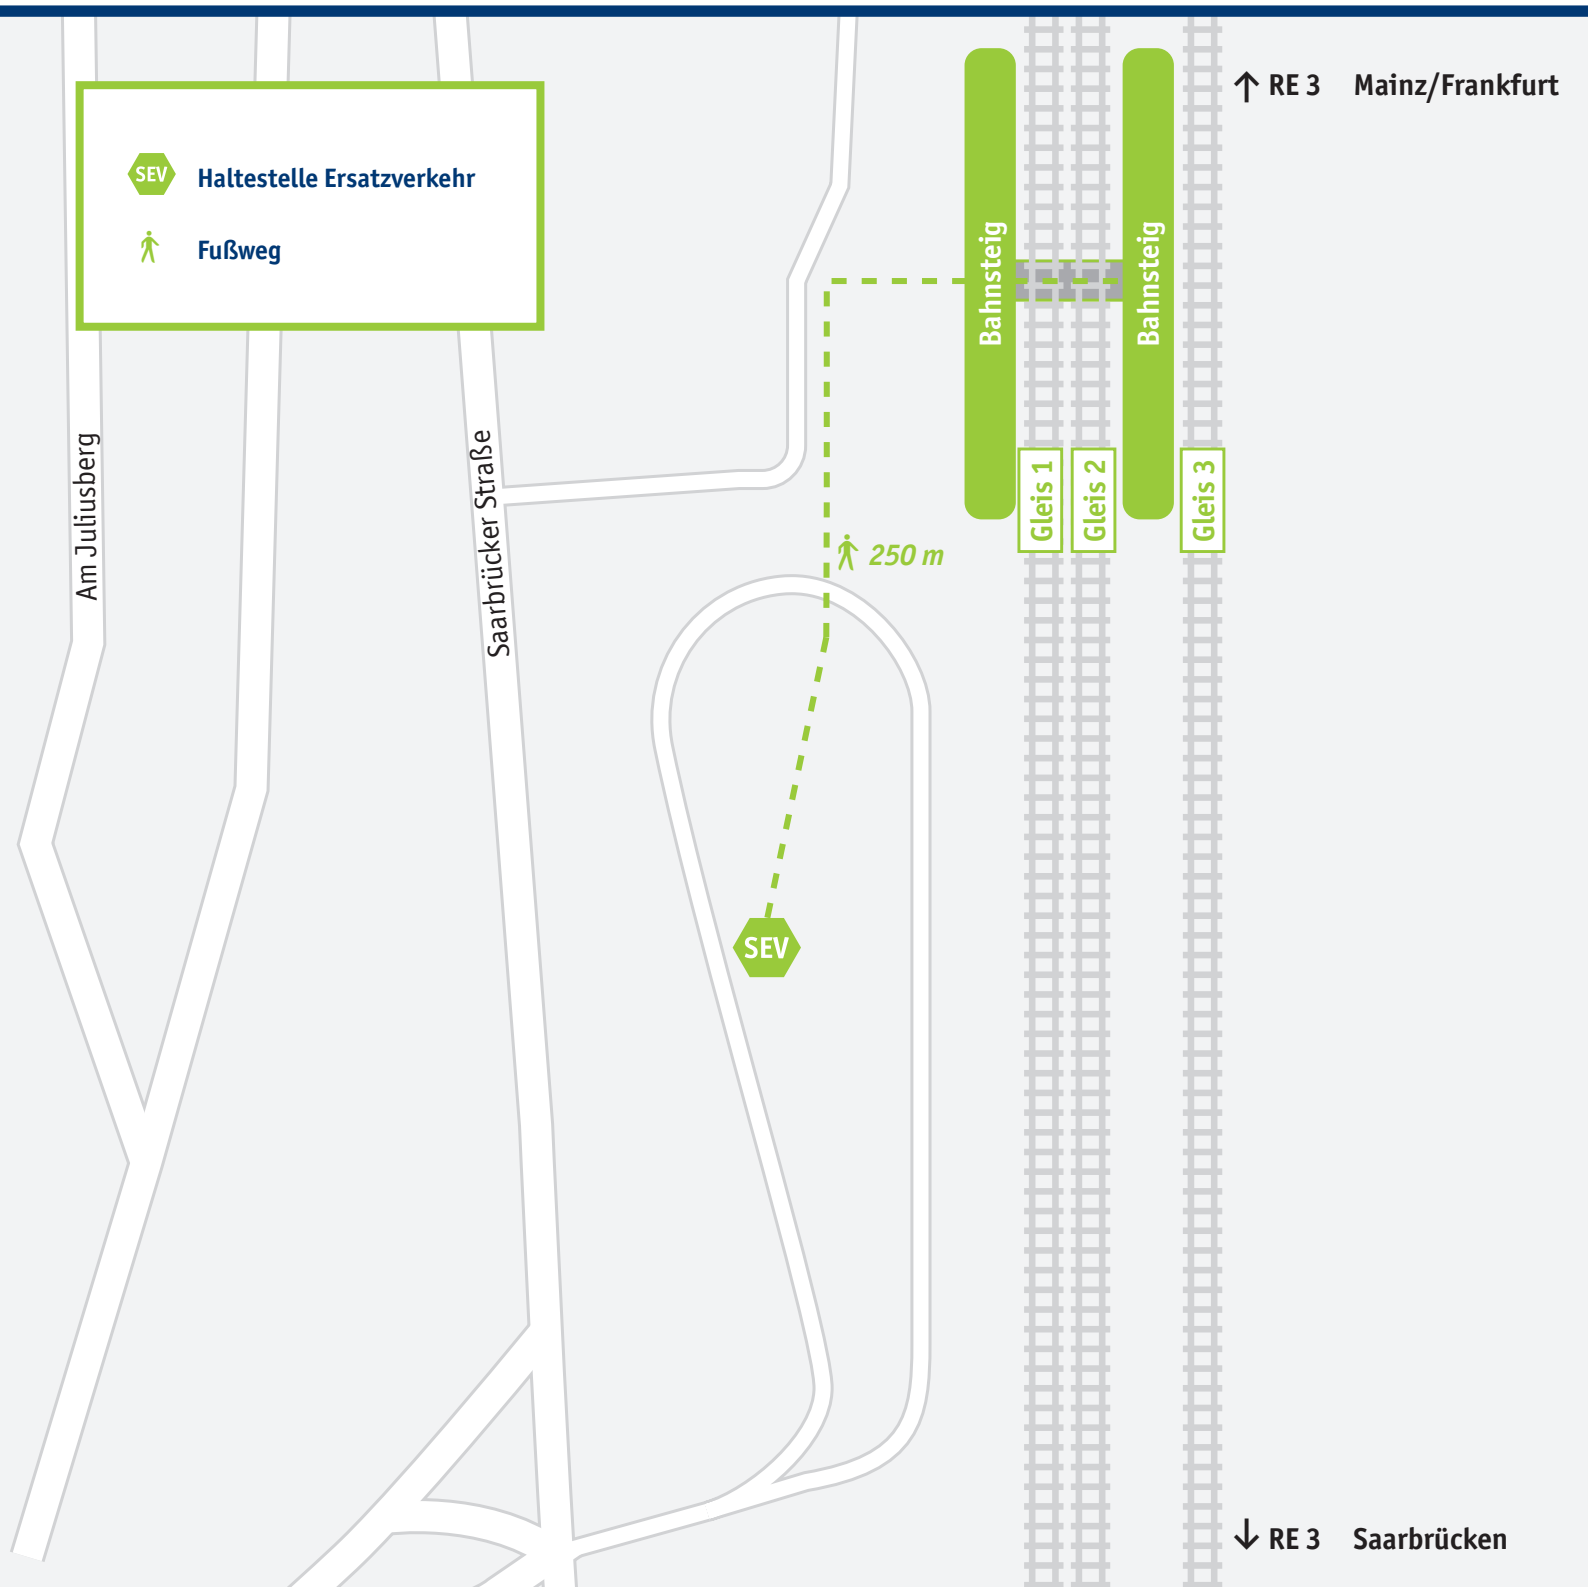 RE 3 Mainz/Frankfurt
SEV Haltestelle Ersatzverkehr
Fußweg
Bahnsteig
Bahnsteig
Am Juliusberg
Saarbrücker Straße
Gleis 1
Gleis 2
Gleis 3
250 m
SEV
RE 3 Saarbrücken